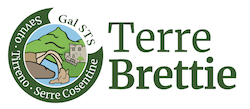 Gal STS
Savuto · Tirreno · Serre Cosentine
Terre
Brettie